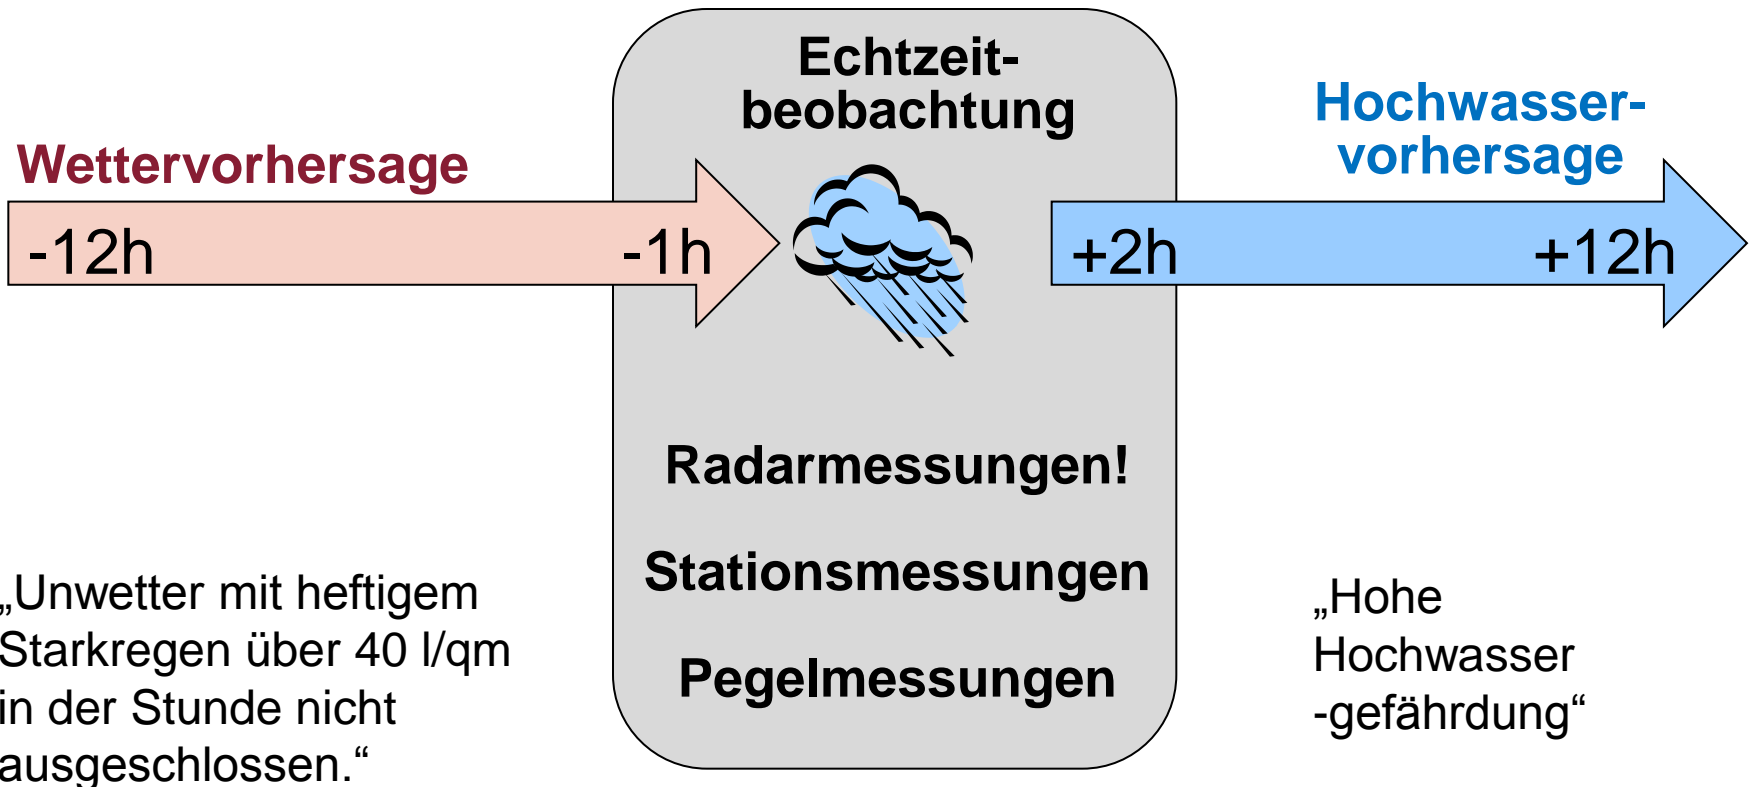 Wettervorhersage
-12h
-1h
Echtzeit-
beobachtung
Radarmessungen!
Stationsmessungen
Pegelmessungen
Hochwasser-
vorhersage
+2h
+12h
„Unwetter mit heftigem
Starkregen über 40 l/qm
in der Stunde nicht
ausgeschlossen.“
„Hohe
Hochwasser
-gefährdung“